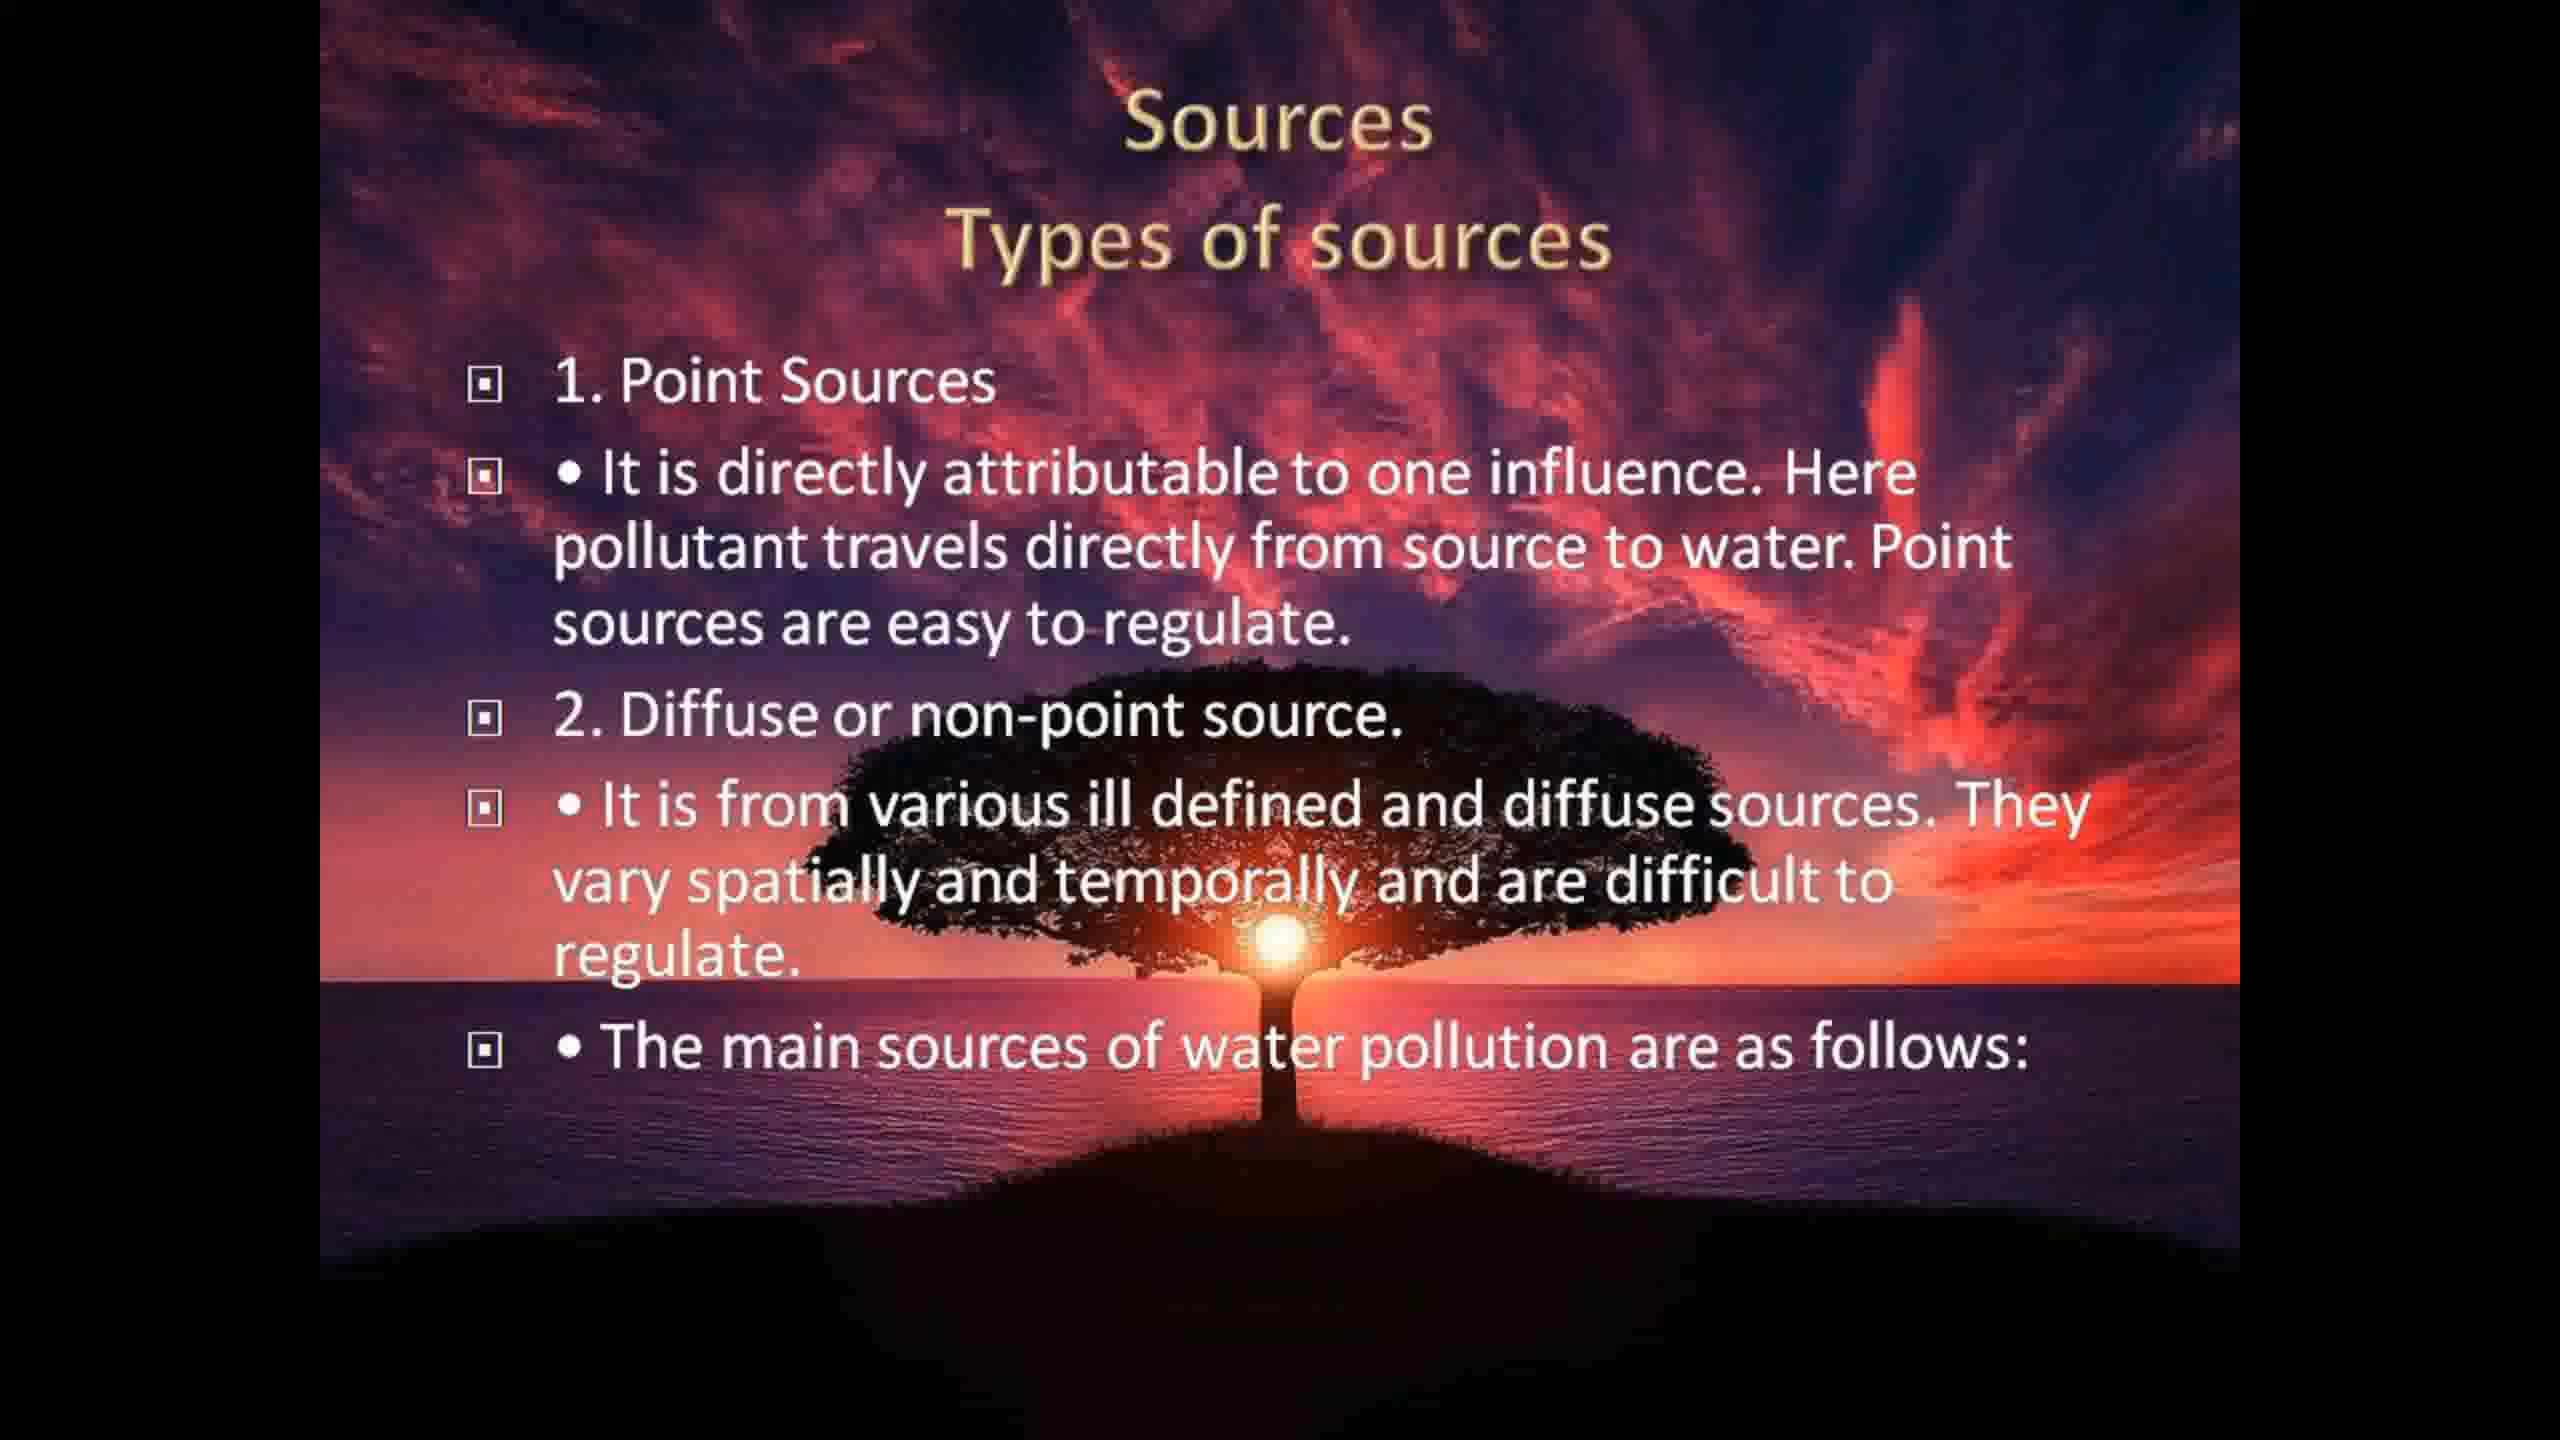 Sources
Types of sources
1. Point Sources
• It is directly attributable to one influence. Here
pollutant travels directly from source to water. Point
sources are easy to regulate.
2. Diffuse or non-point source.
• It is from various ill defined and diffuse sources. They
vary spatially and temporally and are difficult to
regulate.
• The main sources of water pollution are as follows: